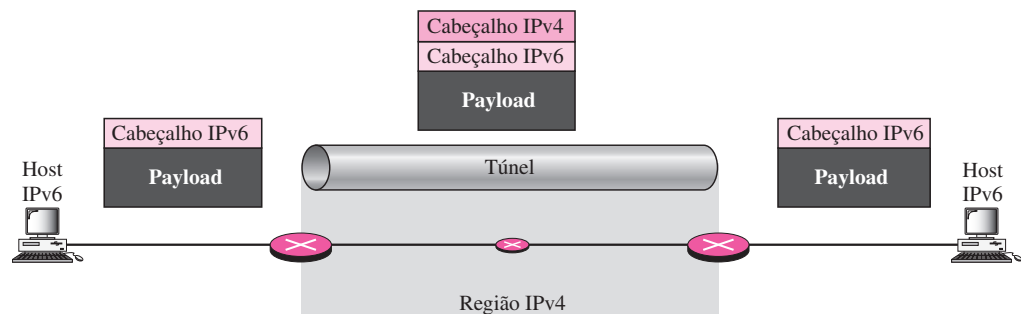 Cabeçalho IPv4
Cabeçalho IPv6
Payload
Cabeçalho IPv6
Payload
Cabeçalho IPv6
Payload
Host
IPv6
Túnel
Host
IPv6
Região IPv4